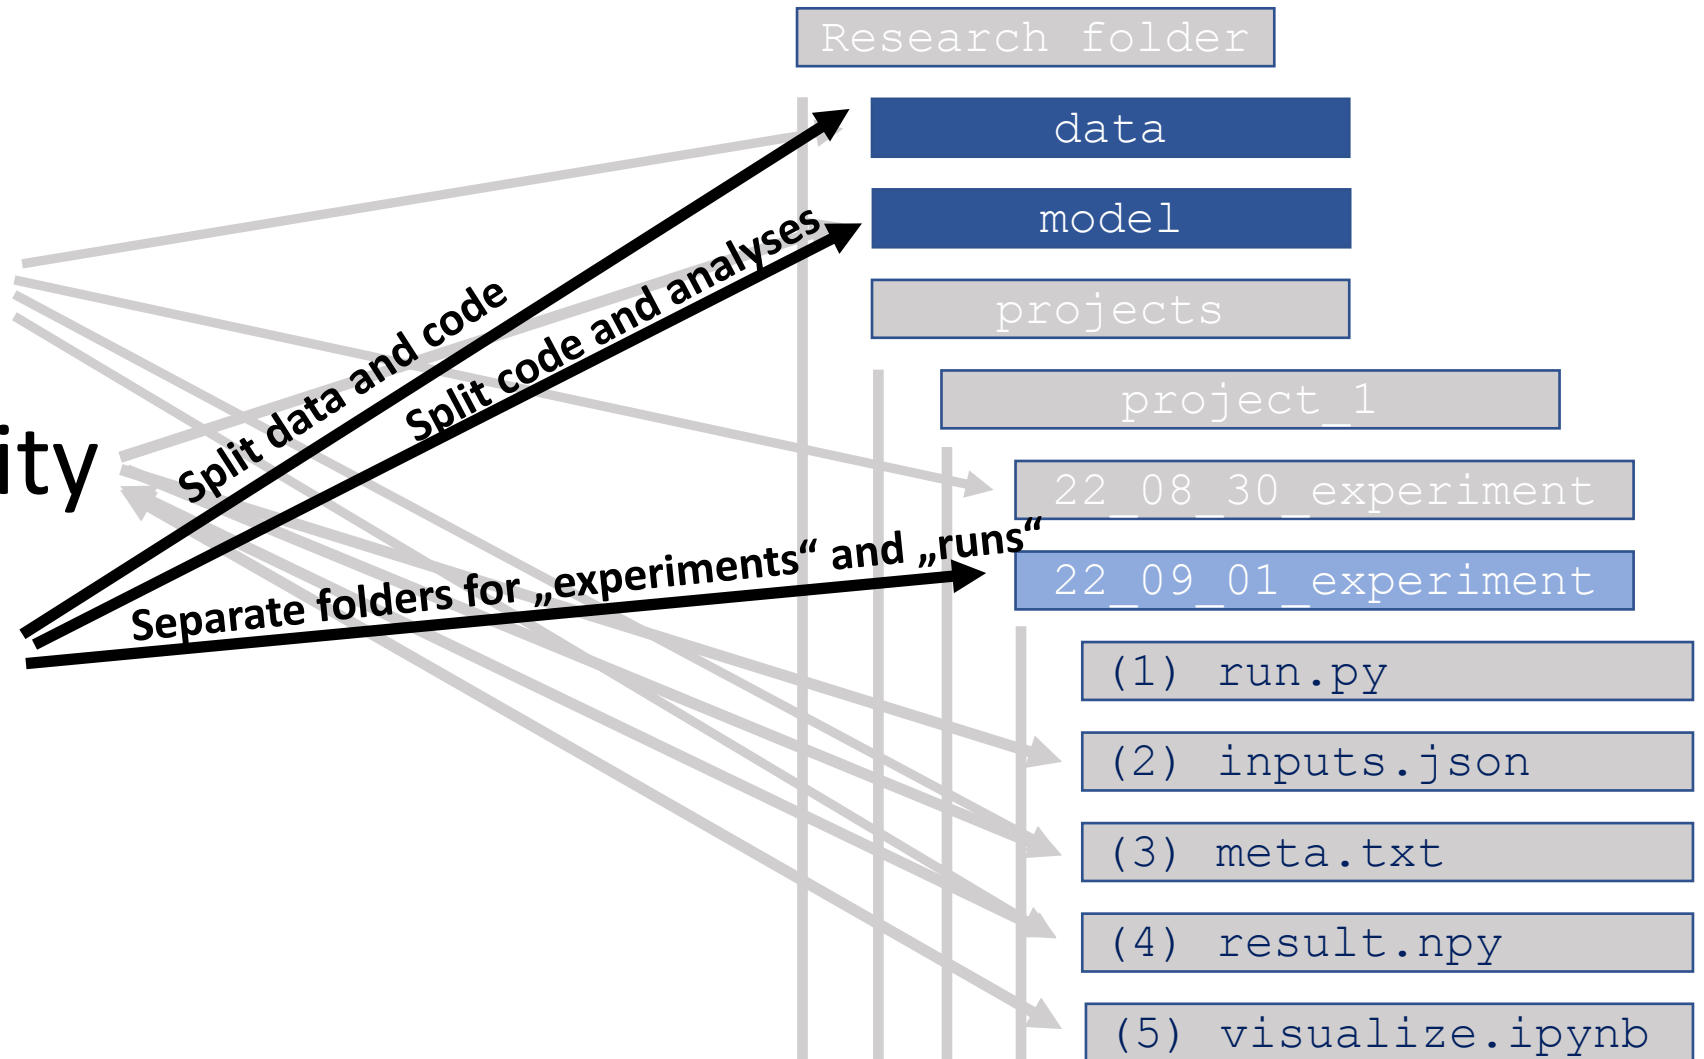 Research folder
data
model
projects
project_1
22_08_30_experiment
22_09_01_experiment
(1) run.py
(2) inputs.json
(3) meta.txt
(4) result.npy
(5) visualize.ipynb
Split data and code
Split code and analyses
ity
Separate folders for „experiments“ and „runs“